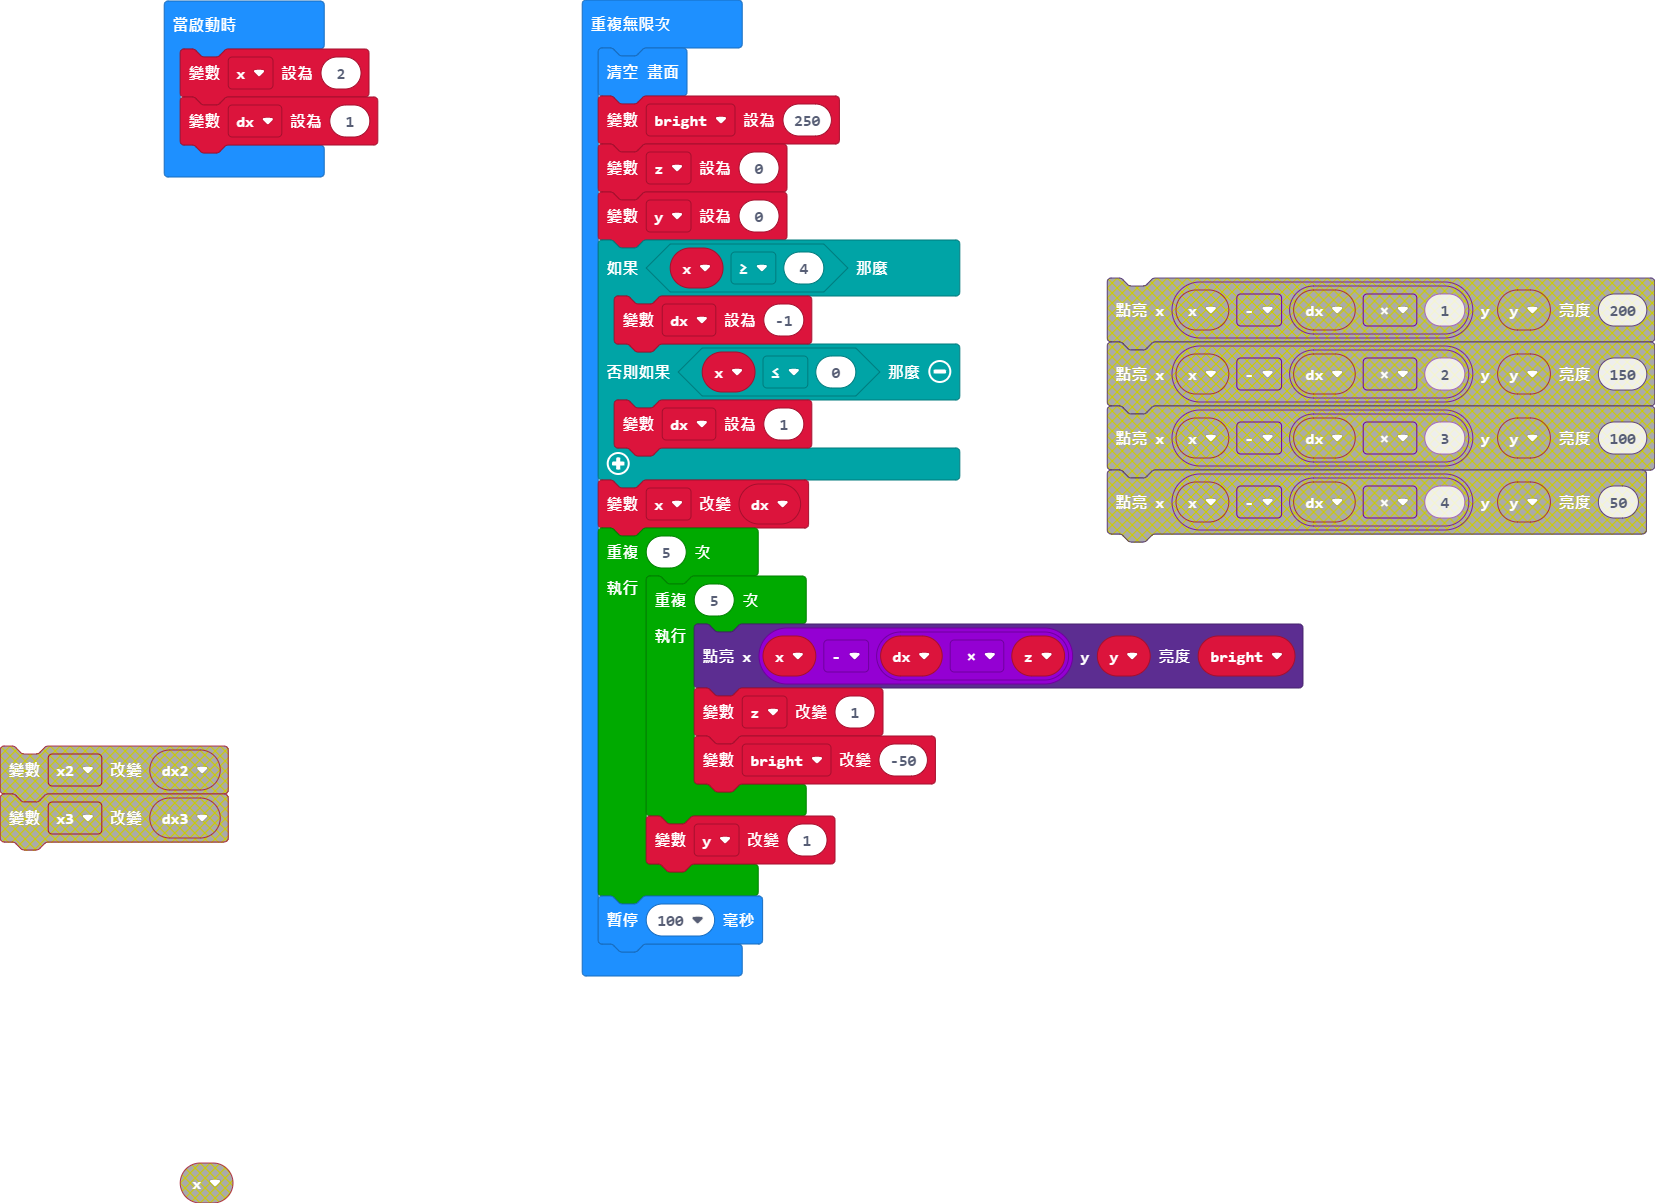 當啟動時
變數 x 設為 2
變數 dx 設為 1
重複無限次
清空 畫面
變數 bright 設為 250
變數 z 設為 0
變數 y 設為 0
如果 x ≥ 4 那麼
變數 dx 設為 -1
否則如果 x ≤ 0 那麼
變數 dx 設為 1
變數 x 改變 dx
重複 5 次
執行
重複 5 次
執行
點亮 x x - dx × z y y 亮度 bright
變數 z 改變 1
變數 bright 改變 -50
變數 y 改變 1
暫停 100 毫秒
點亮 x x - dx × 1 y y 亮度 200
點亮 x x - dx × 2 y y 亮度 150
點亮 x x - dx × 3 y y 亮度 100
點亮 x x - dx × 4 y y 亮度 50
變數 x2 改變 dx2
變數 x3 改變 dx3
x